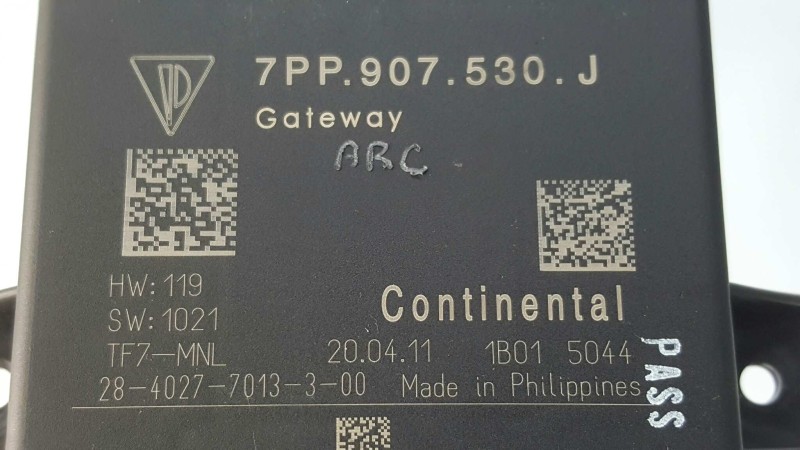 7PP.907.530.J
Gateway
ARC
HW: 119
SW: 1021
Continental
TF7-MNL 20.04.11 1B01 5044
28-4027-7013-3-00 Made in Philippines
PASS